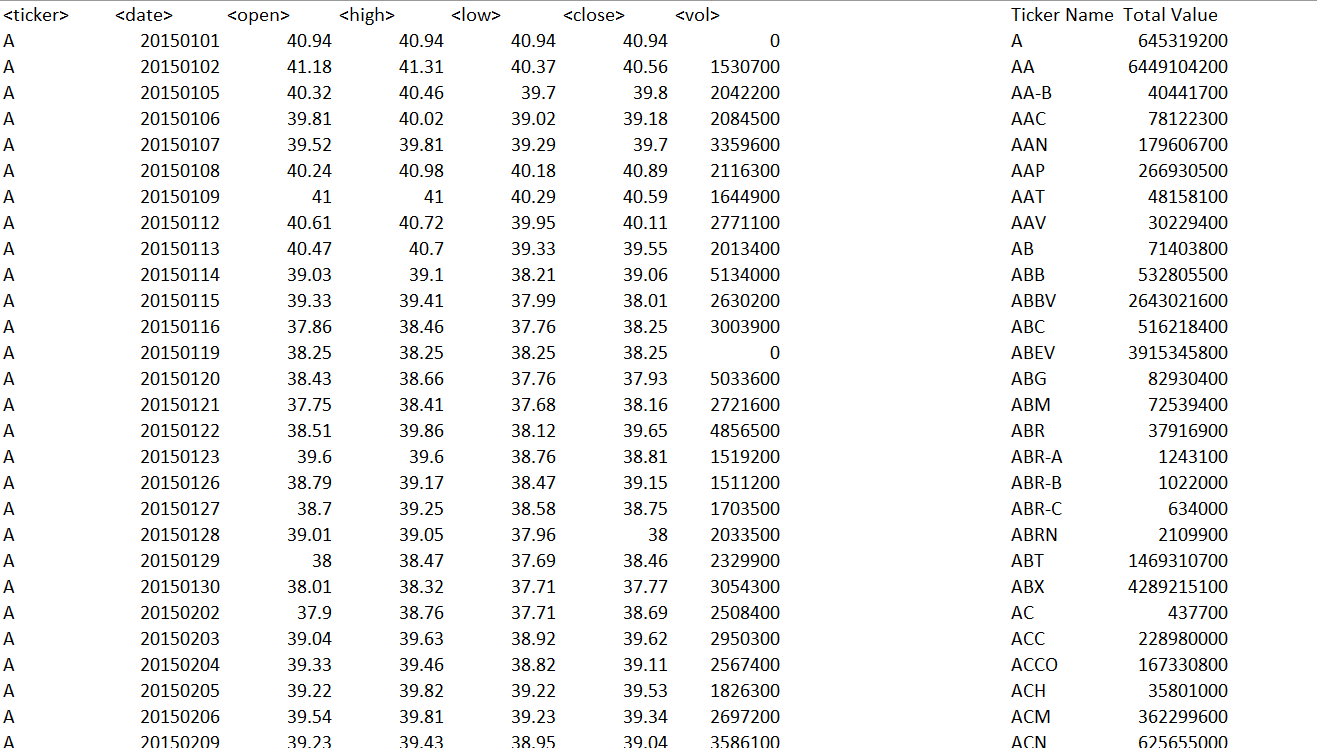 <ticker> <date> <open> <high> <low> <close> <vol> Ticker Name Total Value
A 20150101 40.94 40.94 40.94 40.94 0 A 645319200
A 20150102 41.18 41.31 40.37 40.56 1530700 AA 6449104200
A 20150105 40.32 40.46 39.7 39.8 2042200 AA-B 40441700
A 20150106 39.81 40.02 39.02 39.18 2084500 AAC 78122300
A 20150107 39.52 39.81 39.29 39.7 3359600 AAN 179606700
A 20150108 40.24 40.98 40.18 40.89 2116300 AAP 266930500
A 20150109 41 41 40.29 40.59 1644900 AAT 48158100
A 20150112 40.61 40.72 39.95 40.11 2771100 AAV 30229400
A 20150113 40.47 40.7 39.33 39.55 2013400 AB 71403800
A 20150114 39.03 39.1 38.21 39.06 5134000 ABB 532805500
A 20150115 39.33 39.41 37.99 38.01 2630200 ABBV 2643021600
A 20150116 37.86 38.46 37.76 38.25 3003900 ABC 516218400
A 20150119 38.25 38.25 38.25 38.25 0 ABEV 3915345800
A 20150120 38.43 38.66 37.76 37.93 5033600 ABG 82930400
A 20150121 37.75 38.41 37.68 38.16 2721600 ABM 72539400
A 20150122 38.51 39.86 38.12 39.65 4856500 ABR 37916900
A 20150123 39.6 39.6 38.76 38.81 1519200 ABR-A 1243100
A 20150126 38.79 39.17 38.47 39.15 1511200 ABR-B 1022000
A 20150127 38.7 39.25 38.58 38.75 1703500 ABR-C 634000
A 20150128 39.01 39.05 37.96 38 2033500 ABRN 2109900
A 20150129 38 38.47 37.69 38.46 2329900 ABT 1469310700
A 20150130 38.01 38.32 37.71 37.77 3054300 ABX 4289215100
A 20150202 37.9 38.76 37.71 38.69 2508400 AC 437700
A 20150203 39.04 39.63 38.92 39.62 2950300 ACC 228980000
A 20150204 39.33 39.46 38.82 39.11 2567400 ACCO 167330800
A 20150205 39.22 39.82 39.22 39.53 1826300 ACH 35801000
A 20150206 39.54 39.81 39.23 39.34 2697200 ACM 362299600
A 20150209 39.23 39.43 38.95 39.04 3586100 ACN 625655000